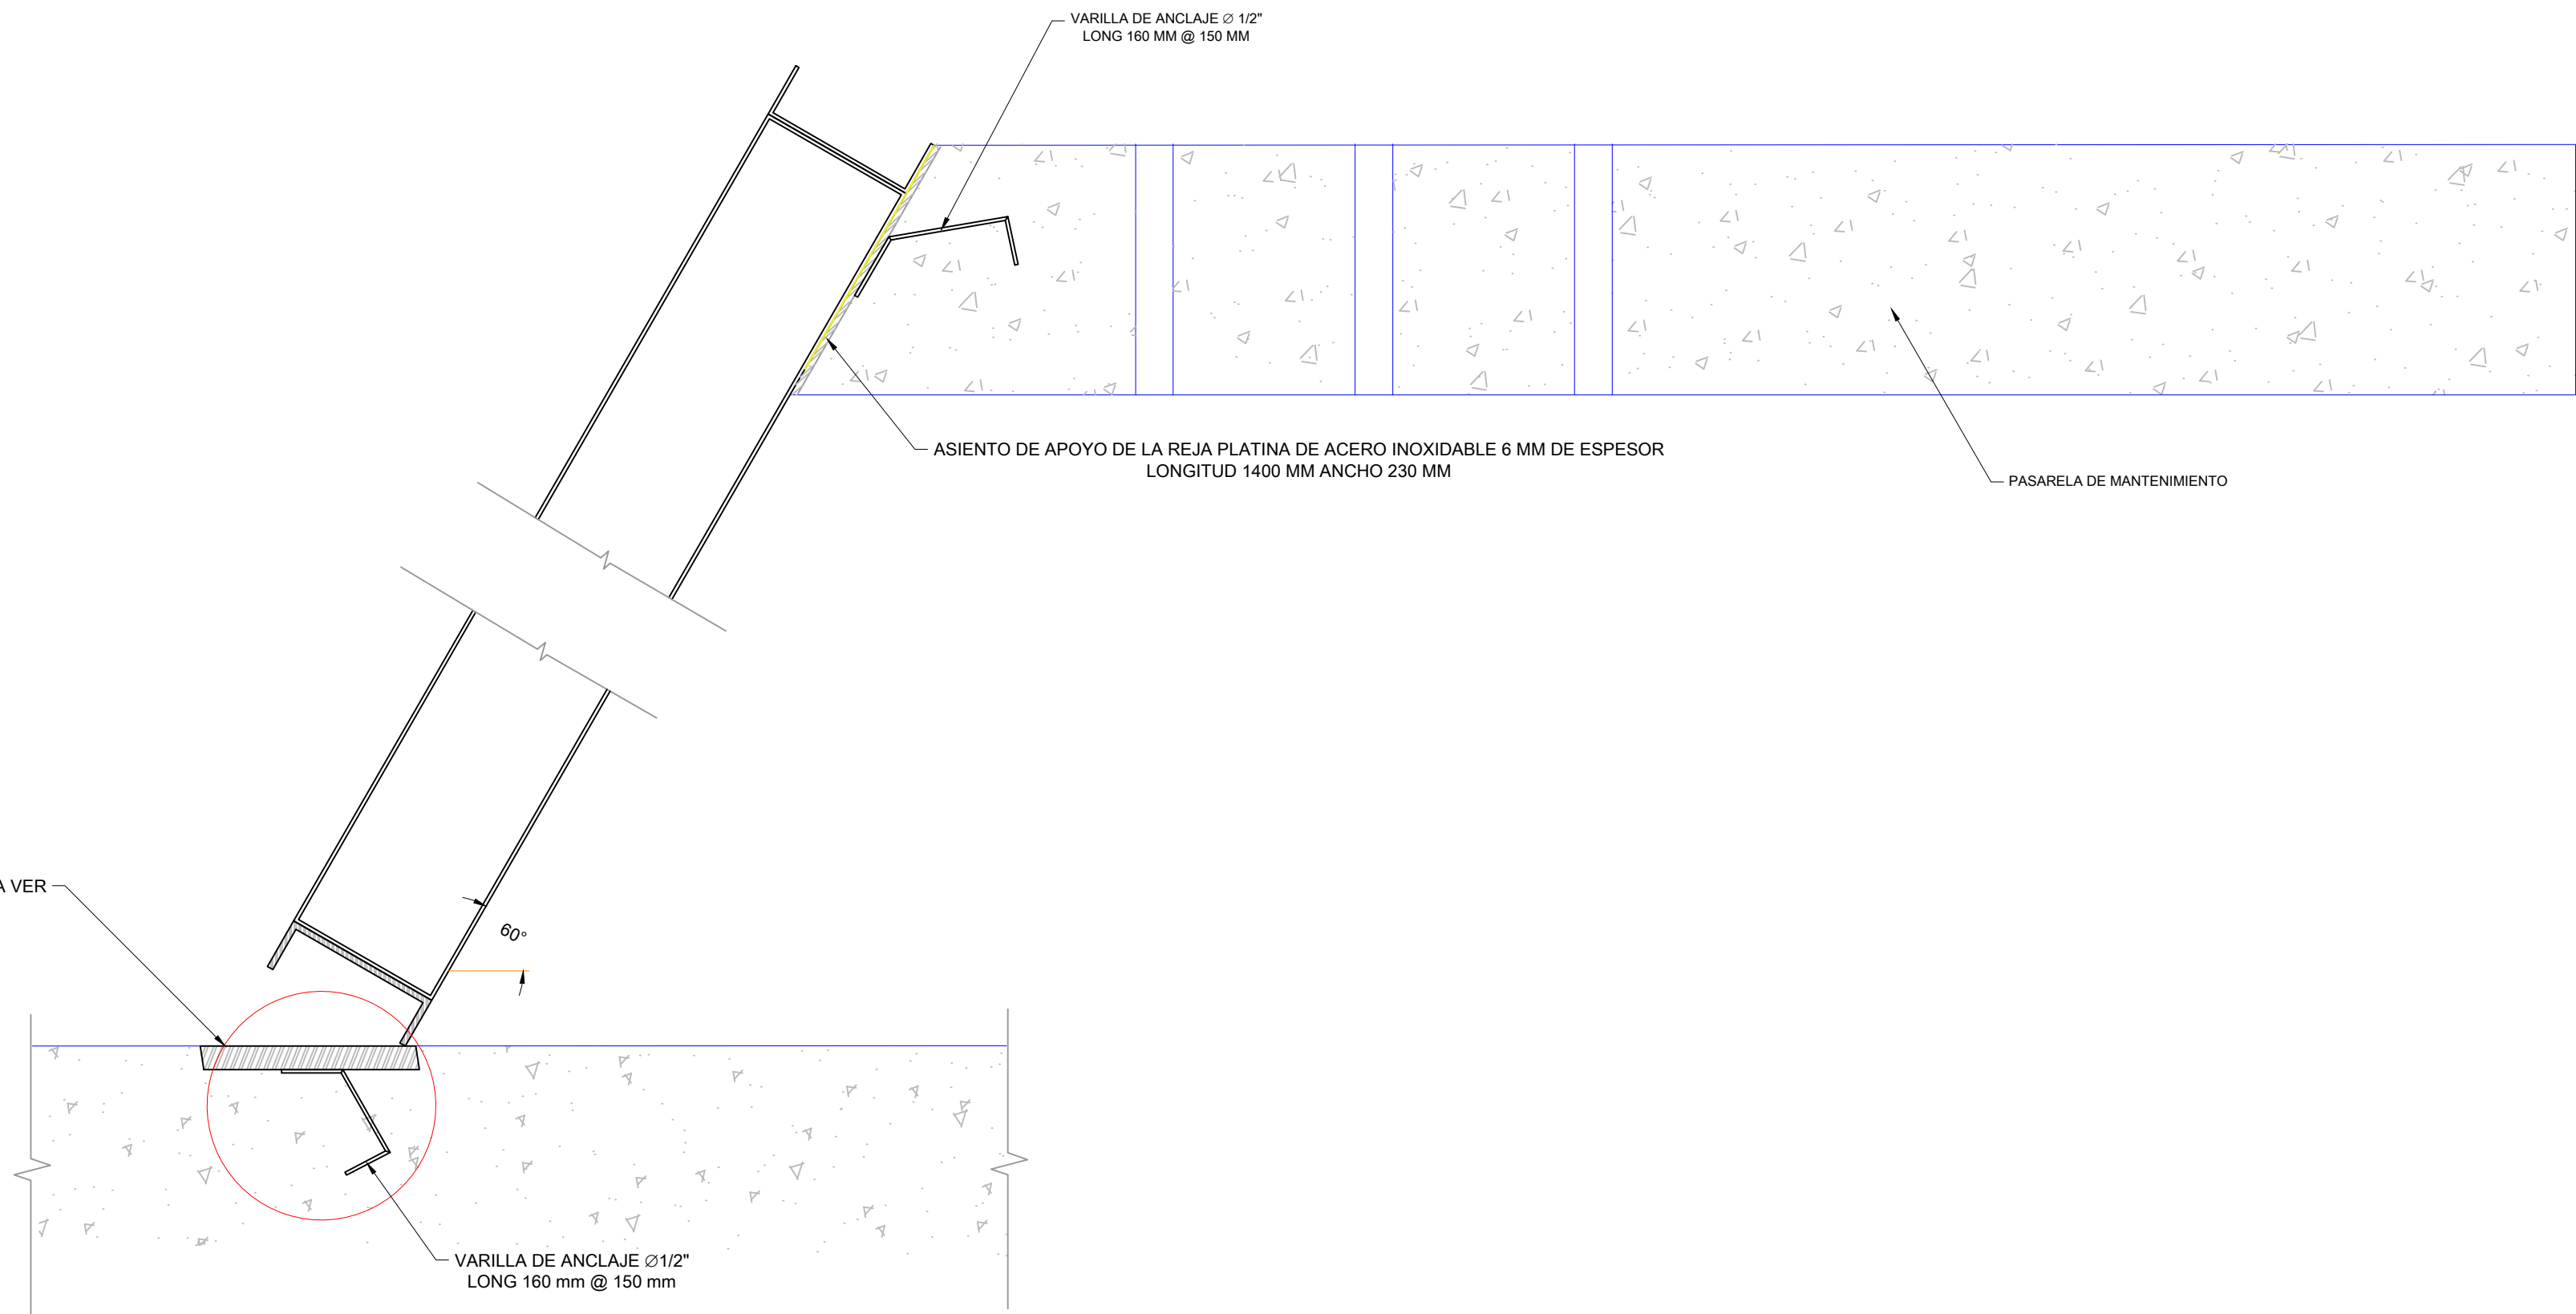 VARILLA DE ANCLAJE ∅ 1/2"
LONG 160 MM @ 150 MM
ASIENTO DE APOYO DE LA REJA PLATINA DE ACERO INOXIDABLE 6 MM DE ESPESOR
LONGITUD 1400 MM ANCHO 230 MM
PASARELA DE MANTENIMIENTO
A VER
60°
VARILLA DE ANCLAJE ∅1/2"
LONG 160 mm @ 150 mm